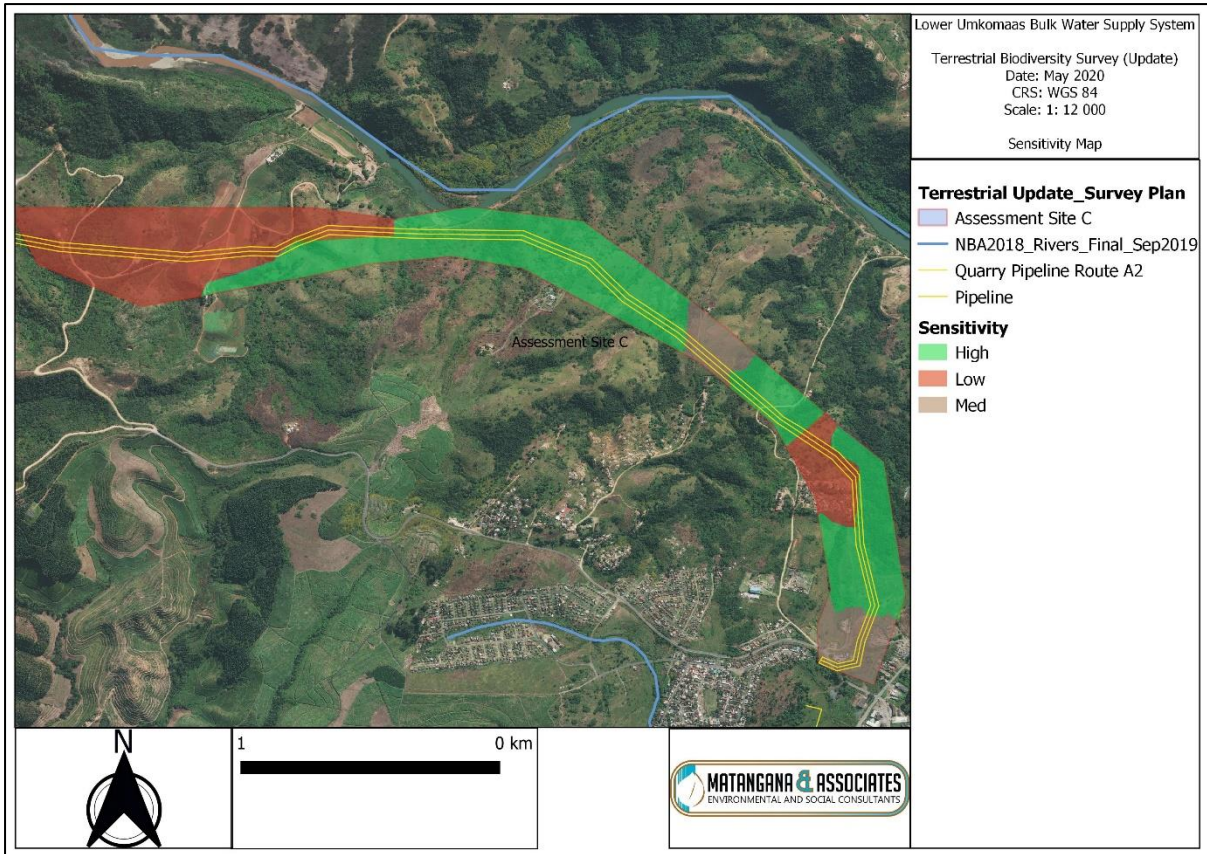 Lower Umkomaas Bulk Water Supply System
Terrestrial Biodiversity Survey (Update)
Date: May 2020
CRS: WGS 84
Scale: 1: 12 000
Sensitivity Map
Terrestrial Update_Survey Plan
Assessment Site C
NBA2018_Rivers_Final_Sep2019
Quarry Pipeline Route A2
Pipeline
Sensitivity
High
Low
Med
Assessment Site C
N
1 0 km
MATANGANA & ASSOCIATES
ENVIRONMENTAL AND SOCIAL CONSULTANTS